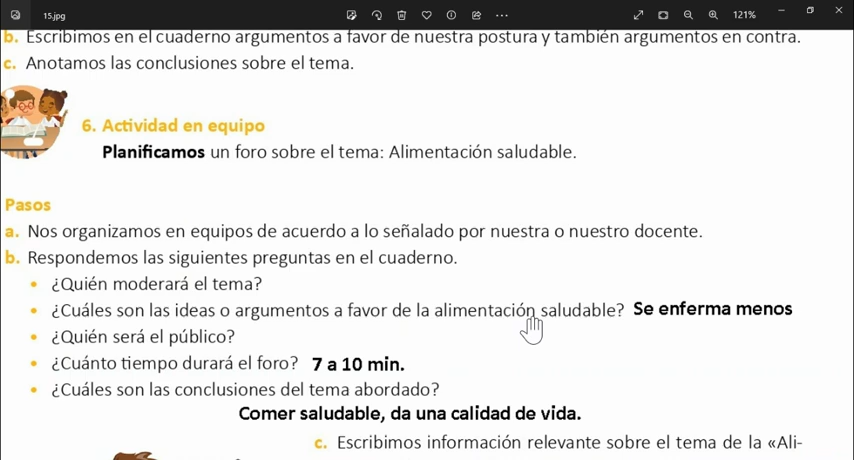 15.jpg
121%
b. Escribimos en el cuaderno argumentos a favor de nuestra postura y también argumentos en contra.
c. Anotamos las conclusiones sobre el tema.
6. Actividad en equipo
Planificamos un foro sobre el tema: Alimentación saludable.
Pasos
a. Nos organizamos en equipos de acuerdo a lo señalado por nuestra o nuestro docente.
b. Respondemos las siguientes preguntas en el cuaderno.
• ¿Quién moderará el tema?
• ¿Cuáles son las ideas o argumentos a favor de la alimentación saludable? Se enferma menos
• ¿Quién será el público?
• ¿Cuánto tiempo durará el foro? 7 a 10 min.
• ¿Cuáles son las conclusiones del tema abordado?
Comer saludable, da una calidad de vida.
c. Escribimos información relevante sobre el tema de la «Ali-